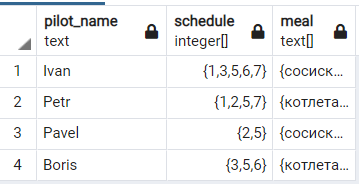 pilot_name schedule meal
text integer[] text[]
1 Ivan {1,3,5,6,7} {сосиск...
2 Petr {1,2,5,7} {котлета...
3 Pavel {2,5} {сосиск...
4 Boris {3,5,6} {котлета...